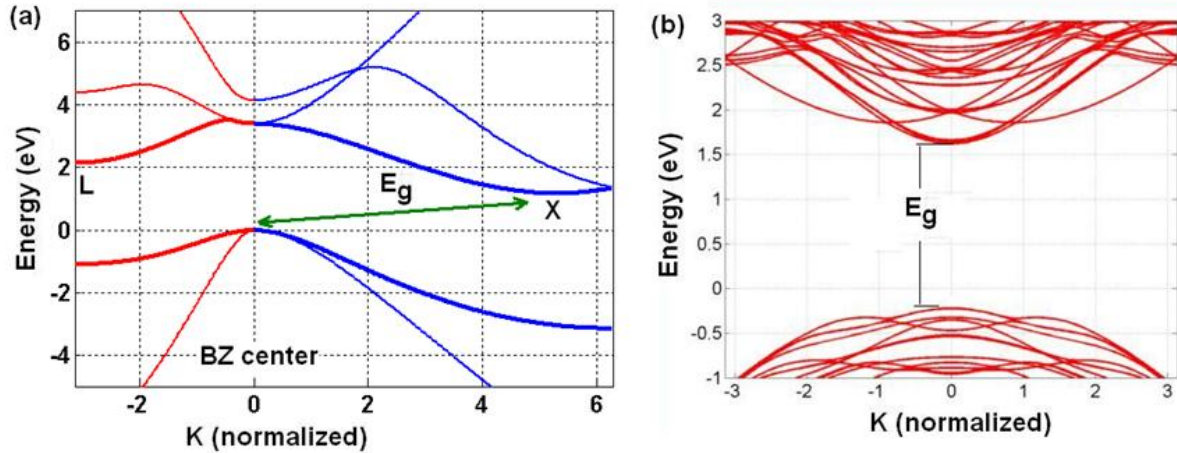 (a)
6
4
2
0
-2
-4
Energy (eV)
L
Eg
X
BZ center
-2 0 2 4 6
K (normalized)
(b)
3
2.5
2
1.5
1
0.5
0
-0.5
-1
Energy (eV)
Eg
-3 -2 -1 0 1 2 3
K (normalized)